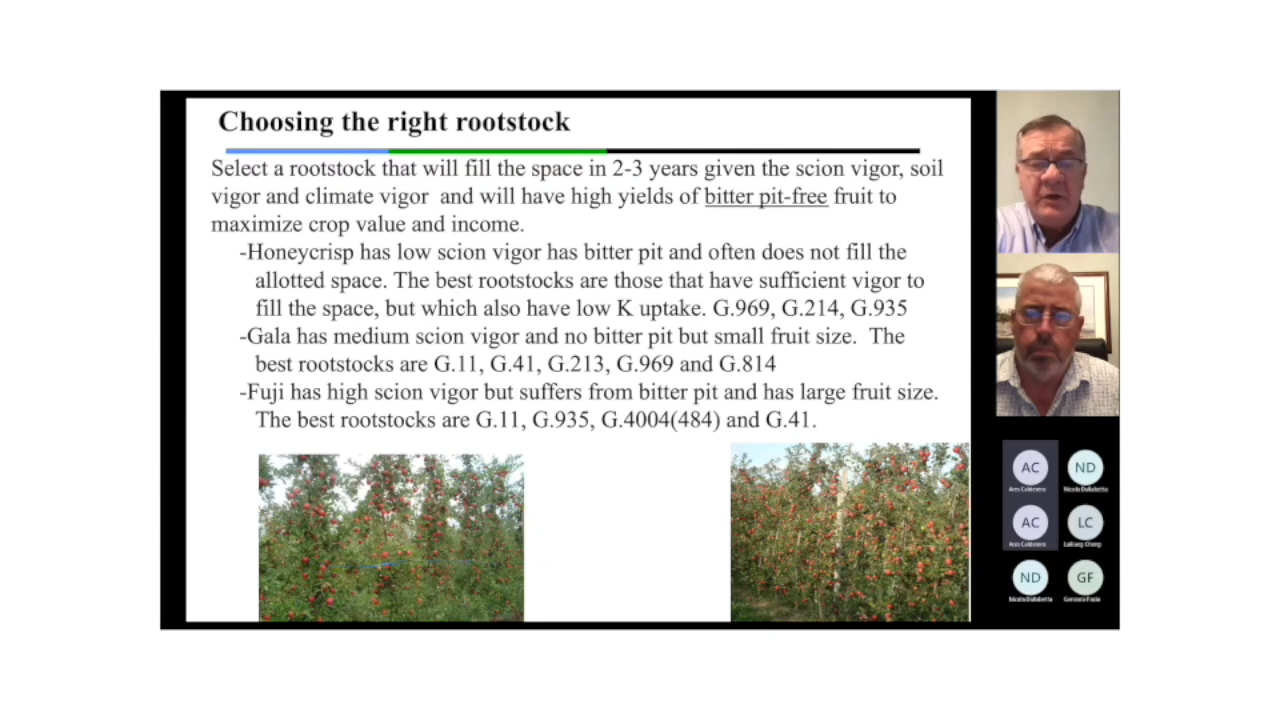 Choosing the right rootstock
Select a rootstock that will fill the space in 2-3 years given the scion vigor, soil
vigor and climate vigor and will have high yields of bitter pit-free fruit to
maximize crop value and income.
-Honeycrisp has low scion vigor has bitter pit and often does not fill the
allotted space. The best rootstocks are those that have sufficient vigor to
fill the space, but which also have low K uptake. G.969, G.214, G.935
-Gala has medium scion vigor and no bitter pit but small fruit size. The
best rootstocks are G.11, G.41, G.213, G.969 and G.814
-Fuji has high scion vigor but suffers from bitter pit and has large fruit size.
The best rootstocks are G.11, G.935, G.4004(484) and G.41.
AC
ND
AC
LC
Lailiang Cheng
ND
GF